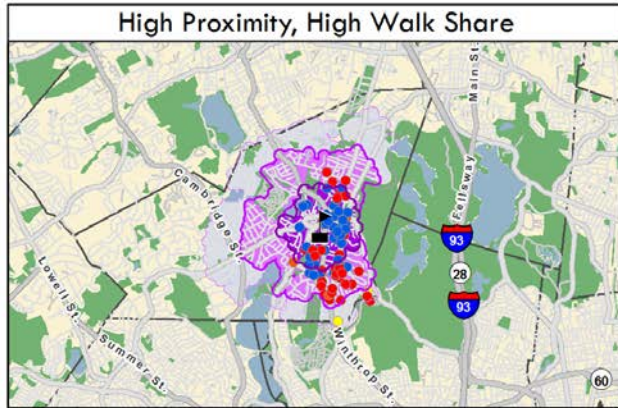 High Proximity, High Walk Share
Main St.
Fellsway
Cambridge St.
93
28
93
Lowell St.
Summer St.
Winthrop St.
60